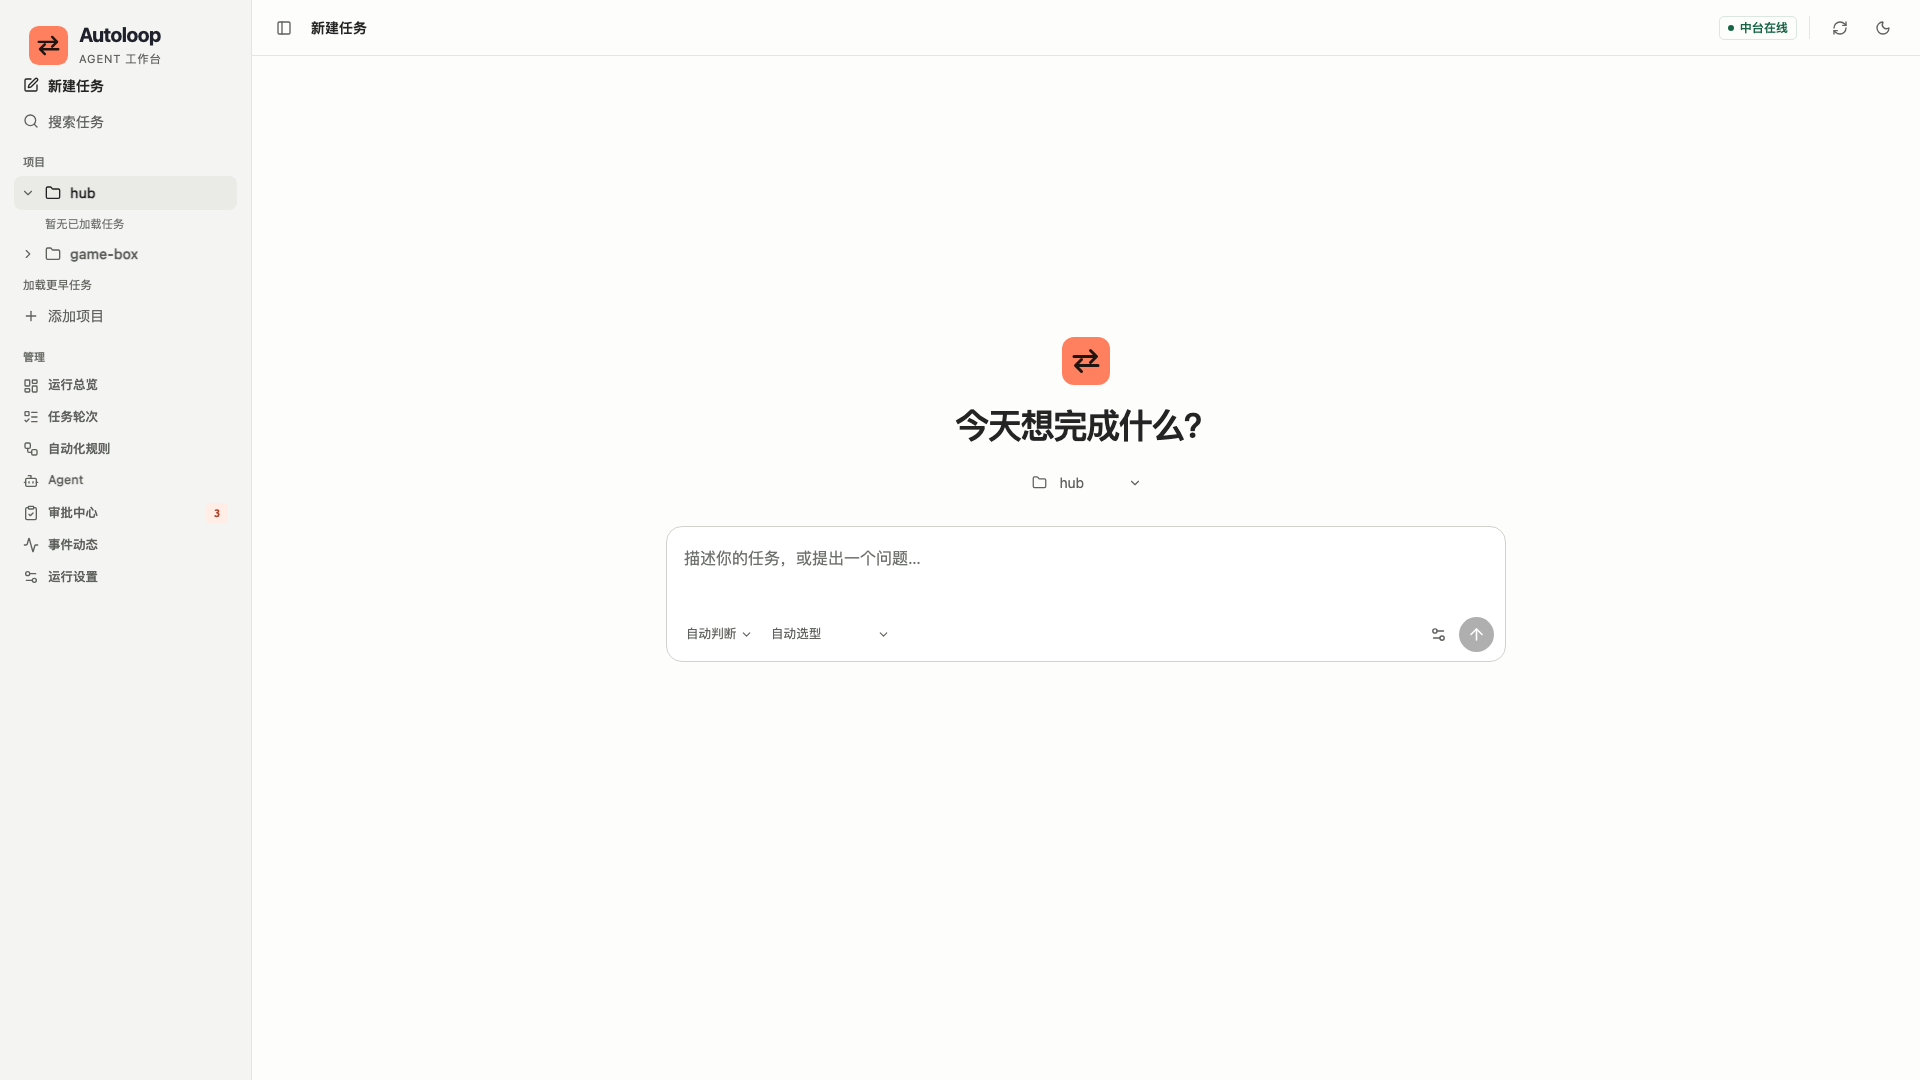 Autoloop
AGENT 工作台
新建任务
搜索任务
项目
hub
暂无已加载任务
game-box
加载更早任务
添加项目
管理
运行总览
任务轮次
自动化规则
Agent
审批中心 3
事件动态
运行设置
新建任务
中台在线
今天想完成什么?
hub
描述你的任务，或提出一个问题...
自动判断 自动选型